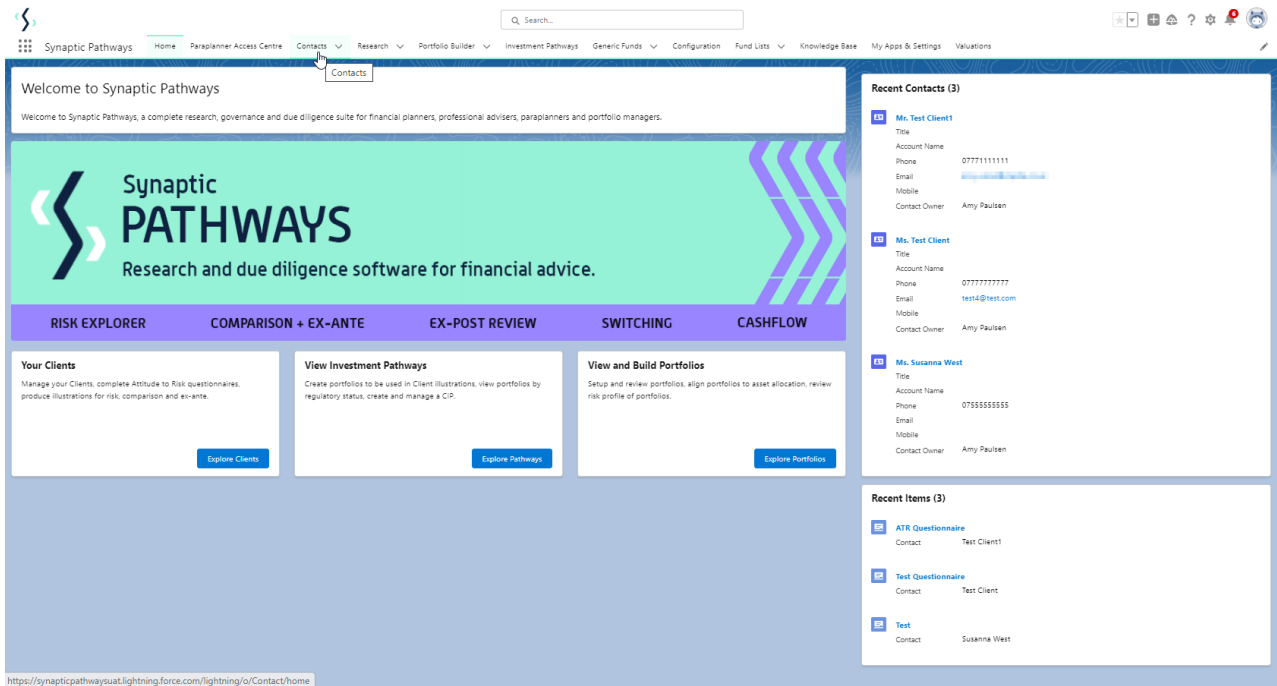 Search...
Synaptic Pathways
Home
Paraplanner Access Centre
Contacts
Research
Portfolio Builder
Investment Pathways
Generic Funds
Configuration
Fund Lists
Knowledge Base
My Apps & Settings
Valuations
Contacts
Welcome to Synaptic Pathways
Welcome to Synaptic Pathways, a complete research, governance and due diligence suite for financial planners, professional advisers, paraplanners and portfolio managers.
Synaptic
PATHWAYS
Research and due diligence software for financial advice.
RISK EXPLORER
COMPARISON + EX-ANTE
EX-POST REVIEW
SWITCHING
CASHFLOW
Your Clients
Manage your Clients, complete Attitude to Risk questionnaires,
produce illustrations for risk, comparison and ex-ante.
Explore Clients
View Investment Pathways
Create portfolios to be used in Client illustrations, view portfolios by
regulatory status, create and manage a CIP.
Explore Pathways
View and Build Portfolios
Setup and review portfolios, align portfolios to asset allocation, review
risk profile of portfolios.
Explore Portfolios
Recent Contacts (3)
Mr. Test Client1
Title
Account Name
Phone 07771111111
Email
Mobile
Contact Owner Amy Paulsen
Ms. Test Client
Title
Account Name
Phone 07777777777
Email test4@test.com
Mobile
Contact Owner Amy Paulsen
Ms. Susanna West
Title
Account Name
Phone 07555555555
Email
Mobile
Contact Owner Amy Paulsen
Recent Items (3)
ATR Questionnaire
Contact Test Client1
Test Questionnaire
Contact Test Client
Test
Contact Susanna West
https://synapticpathwaysuat.lightning.force.com/lightning/o/Contact/home